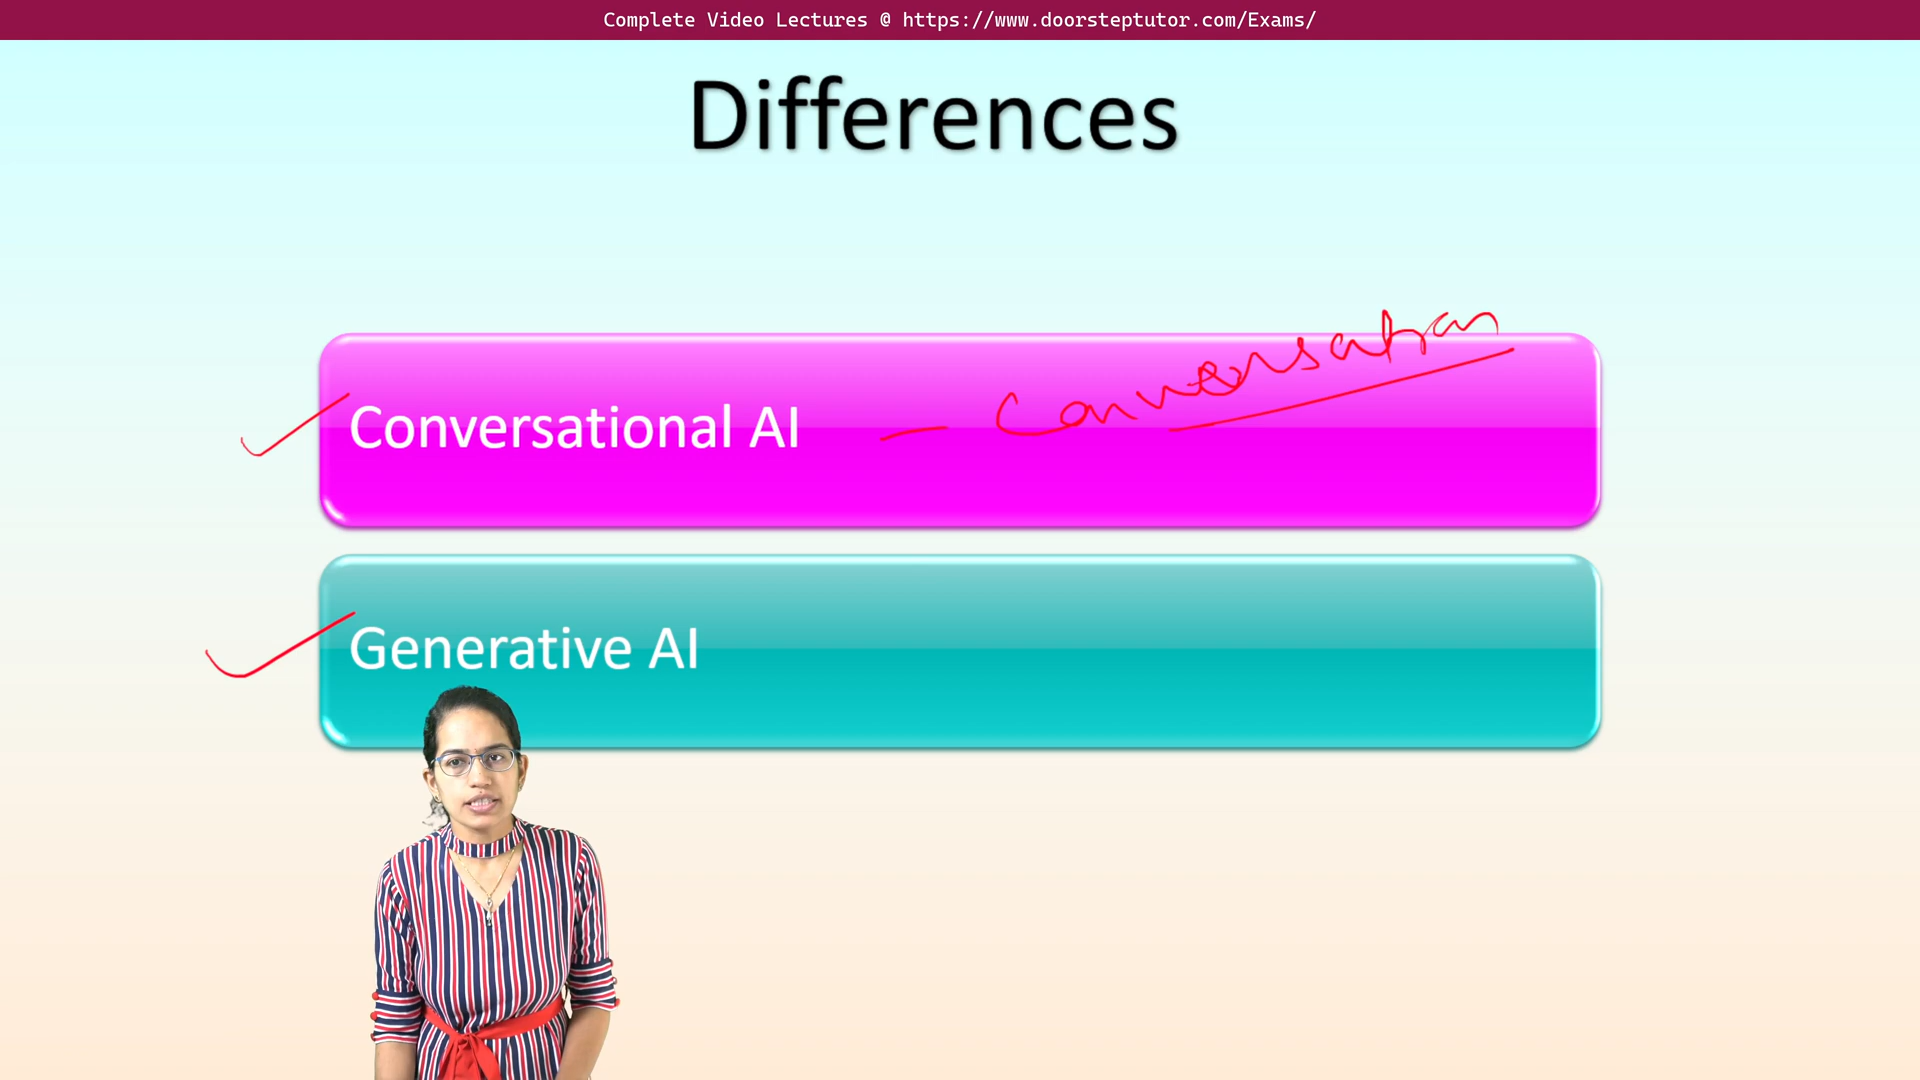 Complete Video Lectures @ https://www.doorsteptutor.com/Exams/
Differences
Conversational AI – Conversation
Generative AI